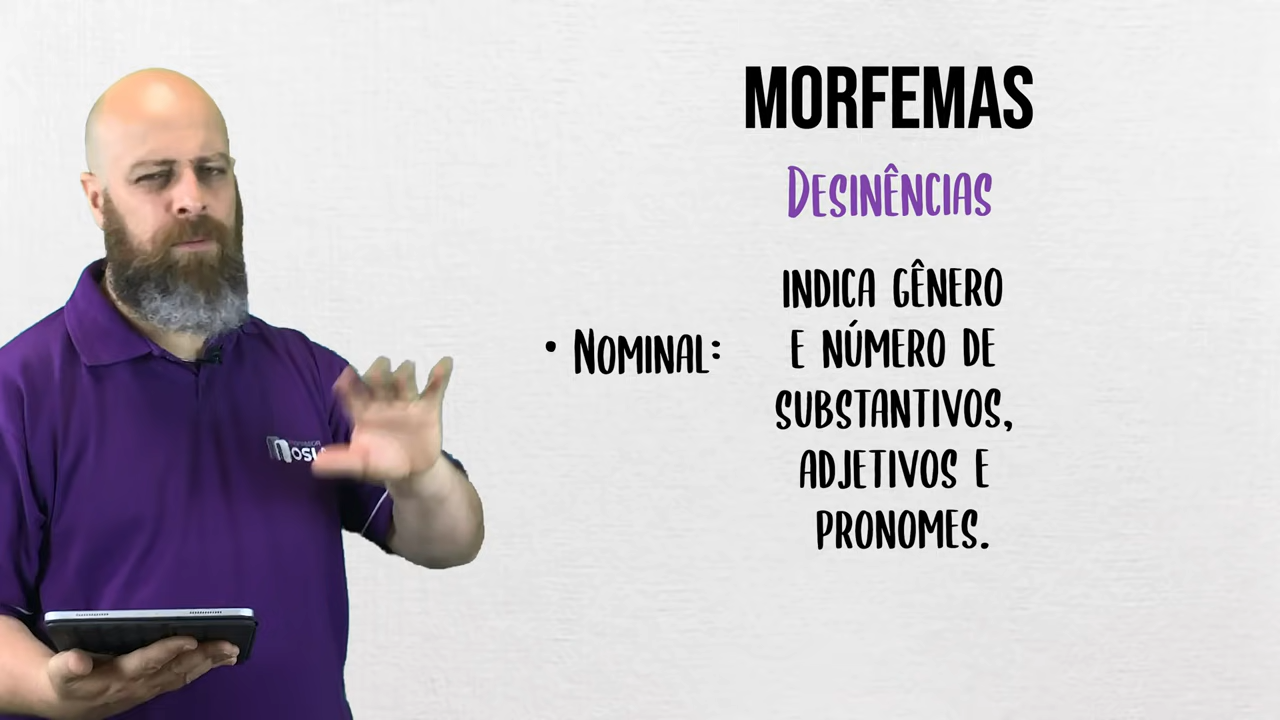 MORFEMAS
DESINÊNCIAS
• NOMINAL:
INDICA GÊNERO
E NÚMERO DE
SUBSTANTIVOS,
ADJETIVOS E
PRONOMES.